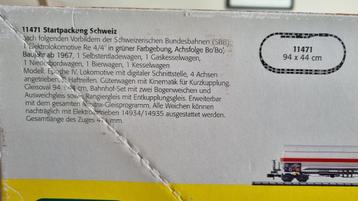 11471 Startpackung Schweiz
nach folgenden Vorbildern der Schweizerischen Bundesbahnen (SBB):
1 Elektrolokomotive Re 4/4" in grüner Farbgebung, Achsfolge Bo'Bo',
Baujahr ab 1967, 1 Selbstentladewagen, 1 Gaskesselwagen,
1 Niederbordwagen, 1 Bierwagen, 1 Kesselwagen
Modell: Epoche IV, Lokomotive mit digitaler Schnittstelle, 4 Achsen
angetrieben, Haftreifen. Güterwagen mit Kinematik für Kurzkupplung.
Gleisoval 94 x 44 cm, Bahnhof-Set mit zwei Bogenweichen und
Ausweichgleis sowie Rangiergleis mit Entkupplungsgleis. Erweiterbar
mit dem gesamten Gleisprogramm. Alle Weichen können
nachträglich mit Elektroantrieben 14934/14935 ausgestattet werden.
Gesamtlänge des Zuges mm.
11471
94 x 44 cm